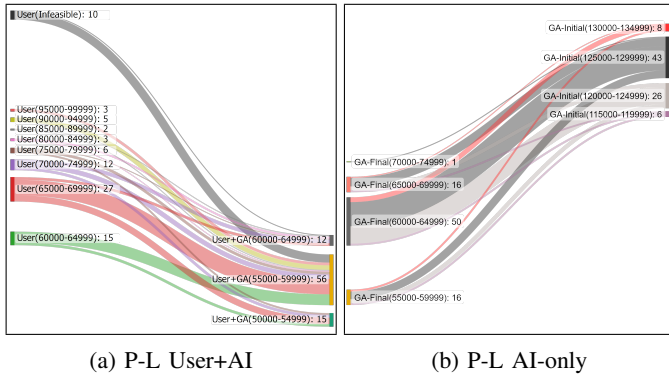 User(Infeasible): 10
User(95000-99999): 3
User(90000-94999): 5
User(85000-89999): 2
User(80000-84999): 3
User(75000-79999): 6
User(70000-74999): 12
User(65000-69999): 27
User(60000-64999): 15
User+GA(60000-64999): 12
User+GA(55000-59999): 56
User+GA(50000-54999): 15
(a) P-L User+AI
GA-Initial(130000-134999): 8
GA-Initial(125000-129999): 43
GA-Initial(120000-124999): 26
GA-Initial(115000-119999): 6
GA-Final(70000-74999): 1
GA-Final(65000-69999): 16
GA-Final(60000-64999): 50
GA-Final(55000-59999): 16
(b) P-L AI-only